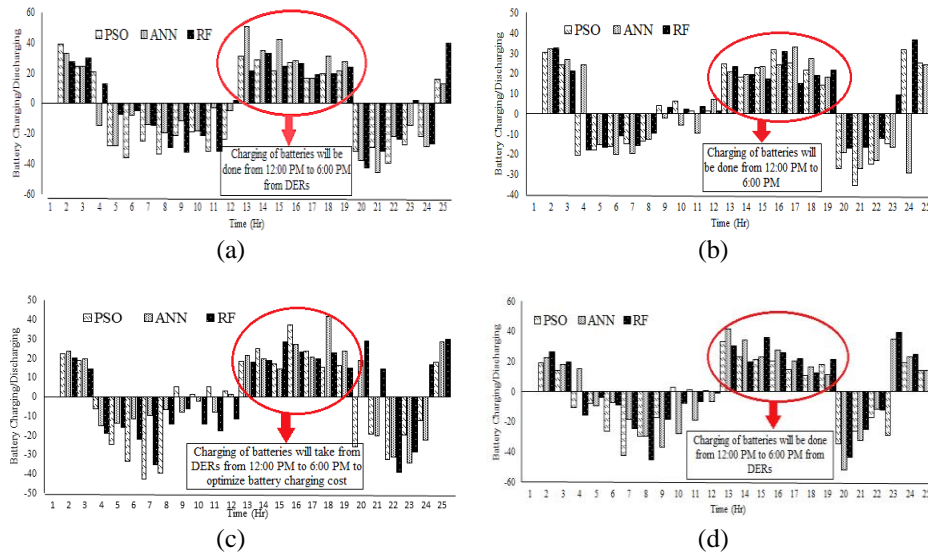 (a)
Battery Charging/Discharging
60
40
20
0
-20
-40
-60
PSO ANN RF
Charging of batteries will be
done from 12:00 PM to 6:00 PM
from DERs
1 2 3 4 5 6 7 8 9 10 11 12 13 14 15 16 17 18 19 20 21 22 23 24 25
Time (Hr)
(a)
Battery Charging/Discharging
50
40
30
20
10
0
-10
-20
-30
-40
PSO ANN RF
Charging of batteries will
be done from 12:00 PM to
6:00 PM
1 2 3 4 5 6 7 8 9 10 11 12 13 14 15 16 17 18 19 20 21 22 23 24 25
Time (Hr)
(b)
Battery Charging/Discharging
50
40
30
20
10
0
-10
-20
-30
-40
-50
PSO ANN RF
Charging of batteries will take from
DERs from 12:00 PM to 6:00 PM to
optimize battery charging cost
1 2 3 4 5 6 7 8 9 10 11 12 13 14 15 16 17 18 19 20 21 22 23 24 25
Time (Hr)
(c)
Battery Charging/Discharging
60
40
20
0
-20
-40
-60
PSO ANN RF
Charging of batteries will be done
from 12:00 PM to 6:00 PM from
DERs
1 2 3 4 5 6 7 8 9 10 11 12 13 14 15 16 17 18 19 20 21 22 23 24 25
Time (Hr)
(d)